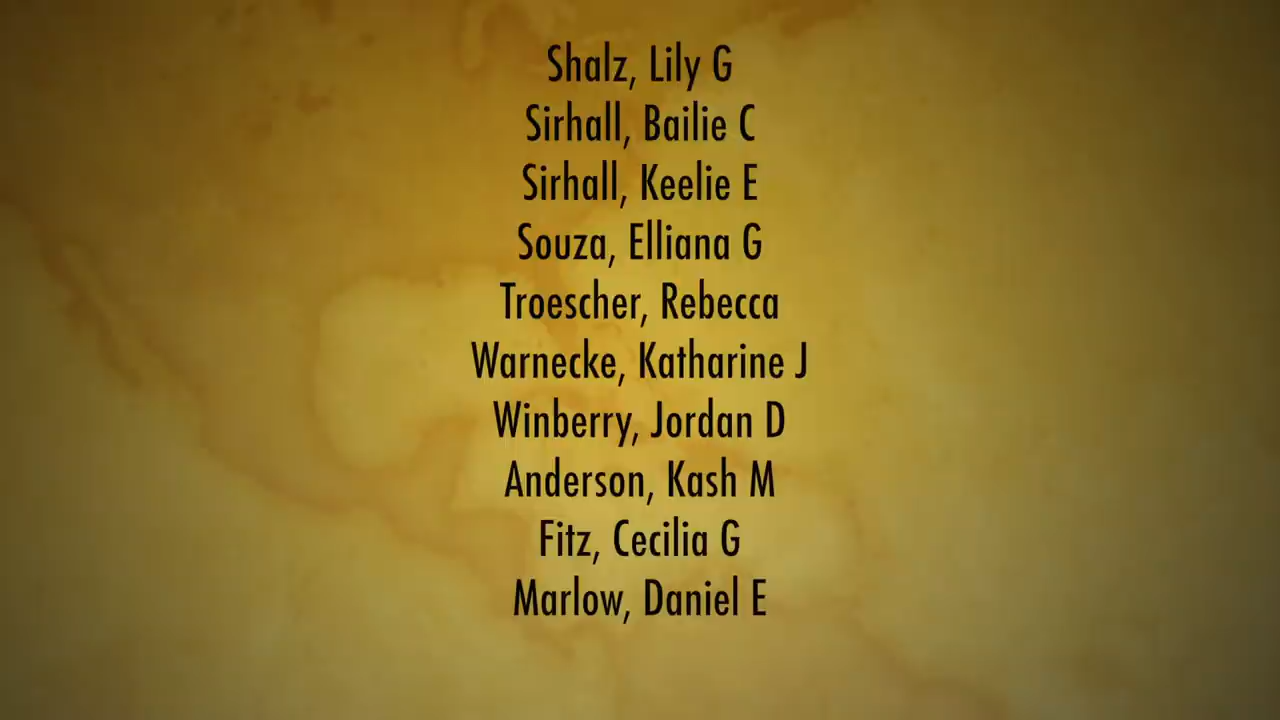 Shalz, Lily G
Sirhall, Bailie C
Sirhall, Keelie E
Souza, Elliana G
Troescher, Rebecca
Warnecke, Katharine J
Winberry, Jordan D
Anderson, Kash M
Fitz, Cecilia G
Marlow, Daniel E